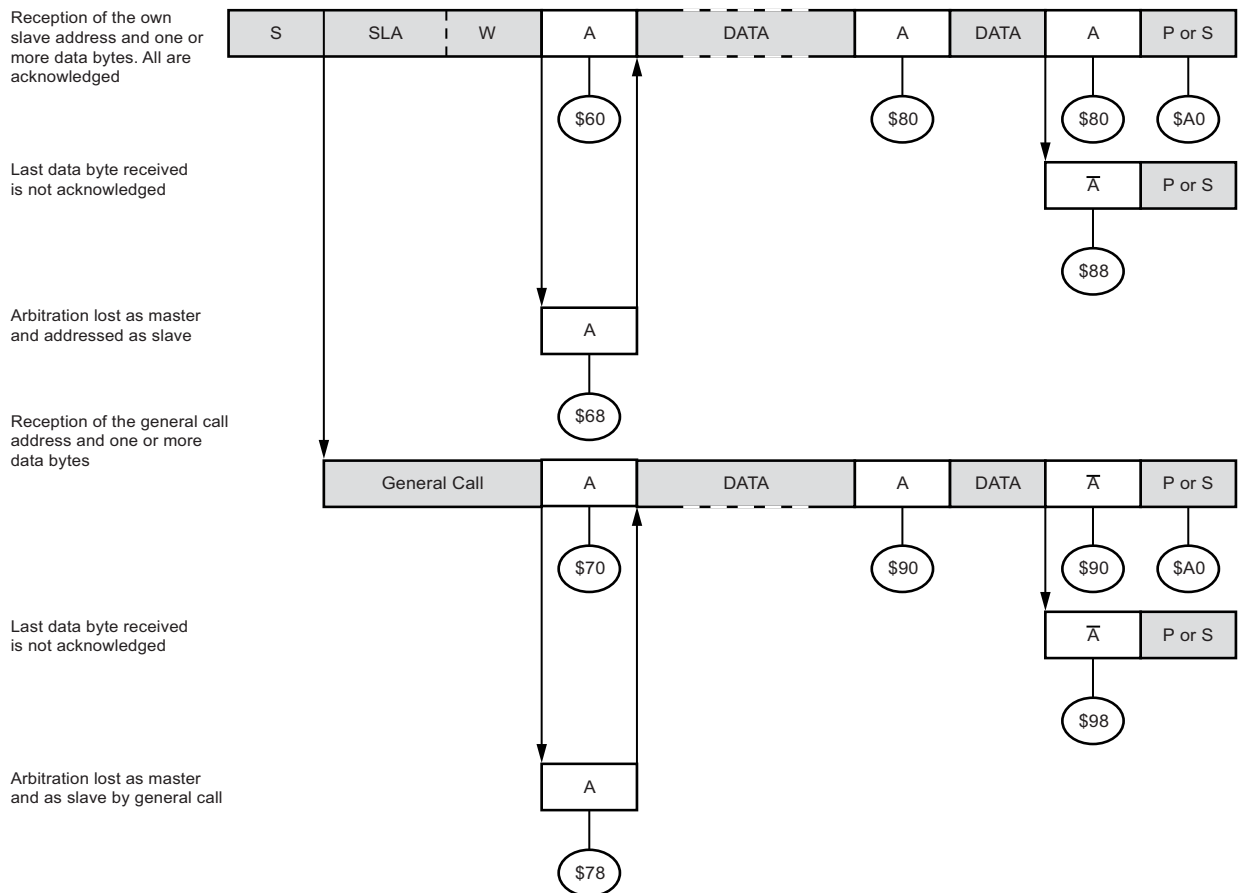 Reception of the own
slave address and one or
more data bytes. All are
acknowledged
S SLA W A DATA A DATA A P or S
$60 $80 $80 $A0
Last data byte received
is not acknowledged
A̅ P or S
$88
Arbitration lost as master
and addressed as slave
A
$68
Reception of the general call
address and one or more
data bytes
General Call A DATA A DATA A̅ P or S
$70 $90 $90 $A0
Last data byte received
is not acknowledged
A̅ P or S
$98
Arbitration lost as master
and as slave by general call
A
$78